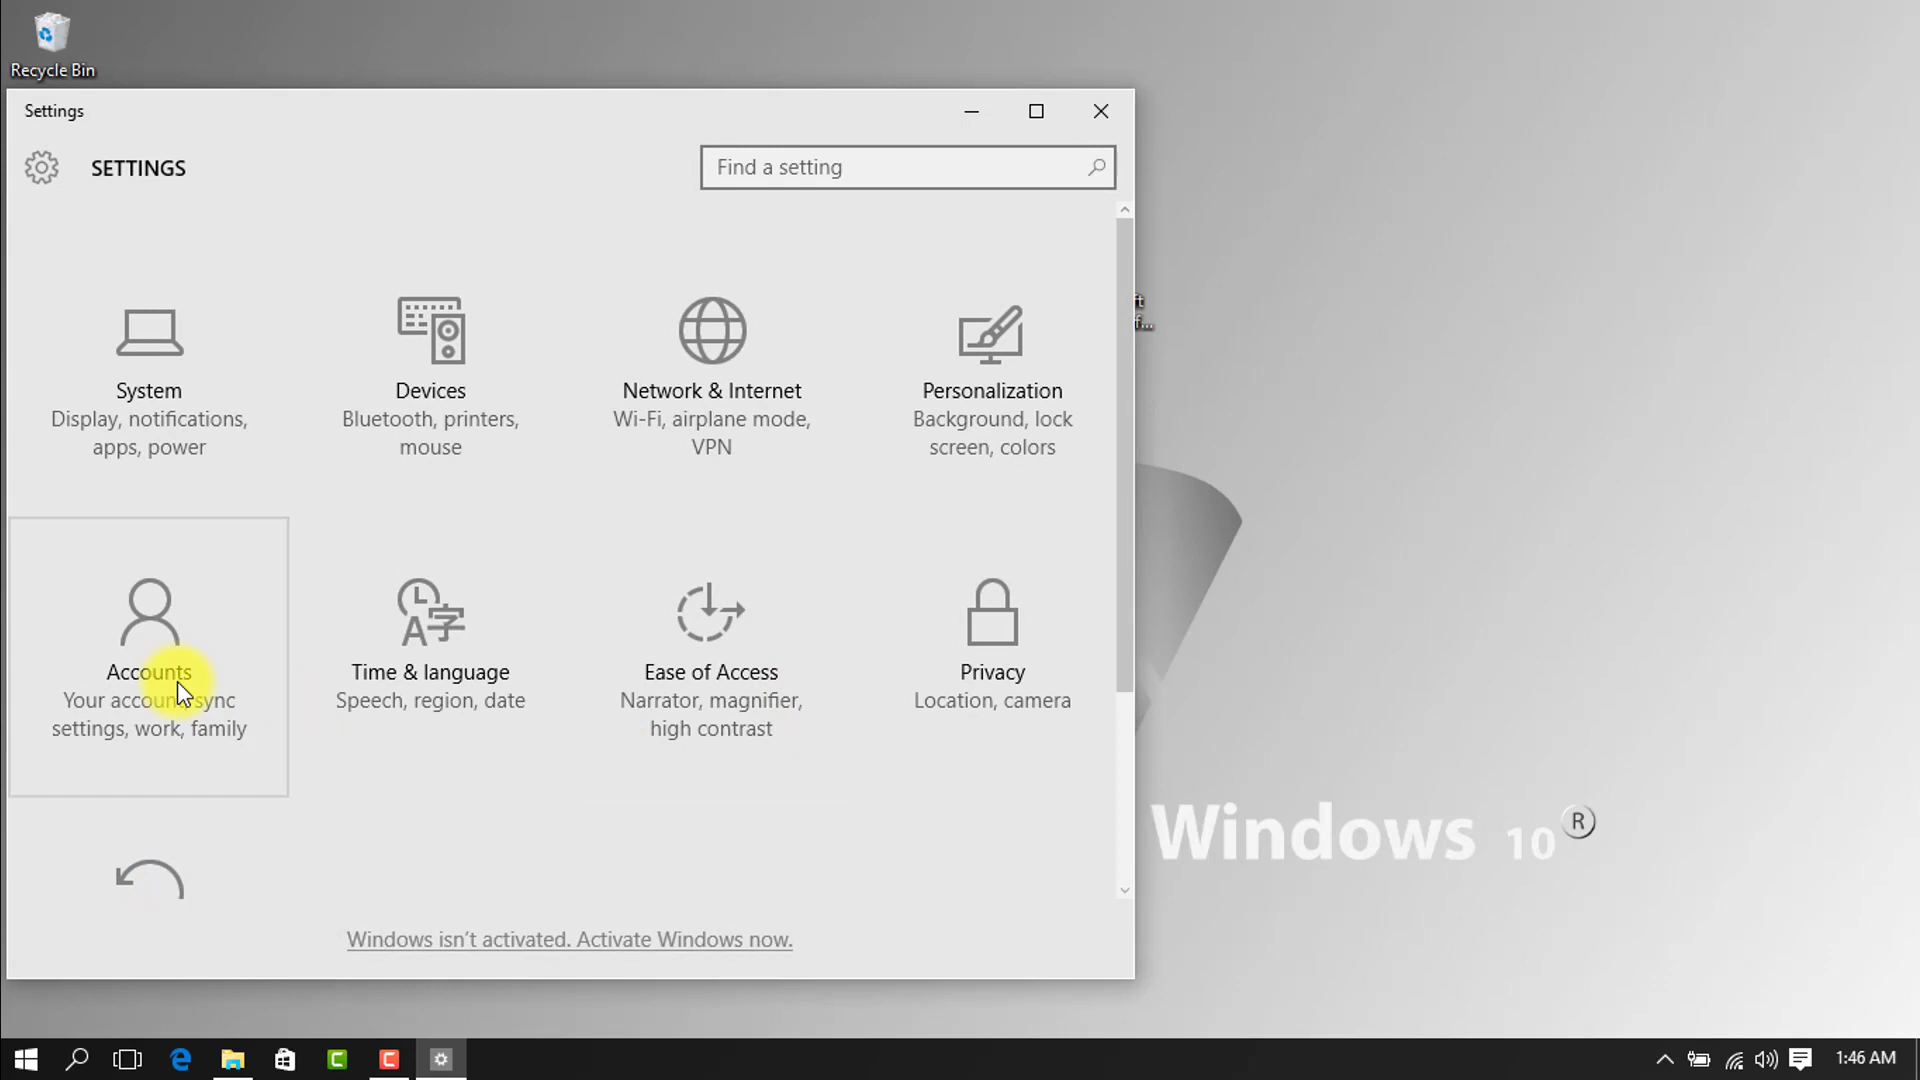 Recycle Bin
Settings
SETTINGS
Find a setting
System
Display, notifications,
apps, power
Devices
Bluetooth, printers,
mouse
Network & Internet
Wi-Fi, airplane mode,
VPN
Personalization
Background, lock
screen, colors
Accounts
Your account, sync
settings, work, family
Time & language
Speech, region, date
Ease of Access
Narrator, magnifier,
high contrast
Privacy
Location, camera
Windows isn't activated. Activate Windows now.
Windows 10 ®
1:46 AM